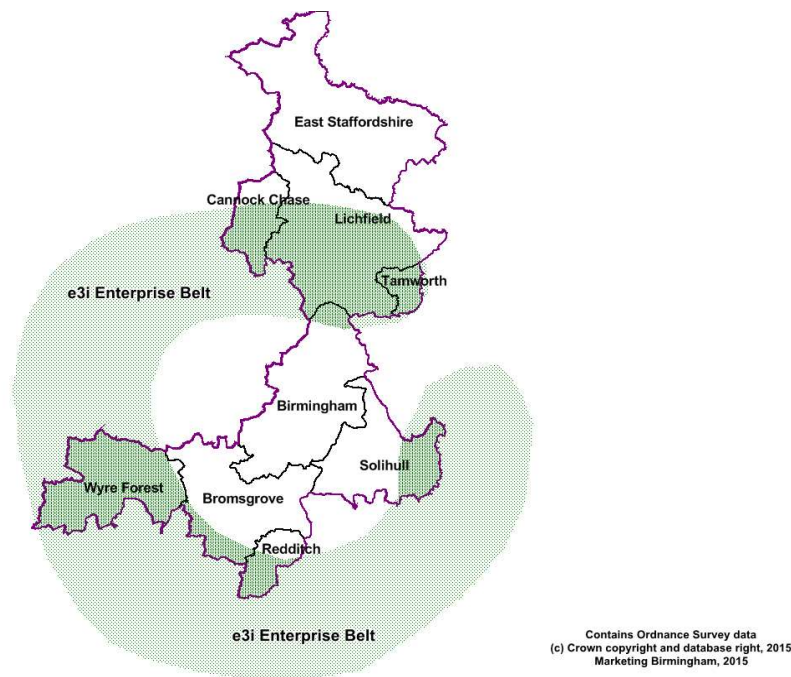 East Staffordshire
Cannock Chase
Lichfield
Tamworth
e3i Enterprise Belt
Birmingham
Solihull
Wyre Forest
Bromsgrove
Redditch
e3i Enterprise Belt
Contains Ordnance Survey data
(c) Crown copyright and database right, 2015
Marketing Birmingham, 2015